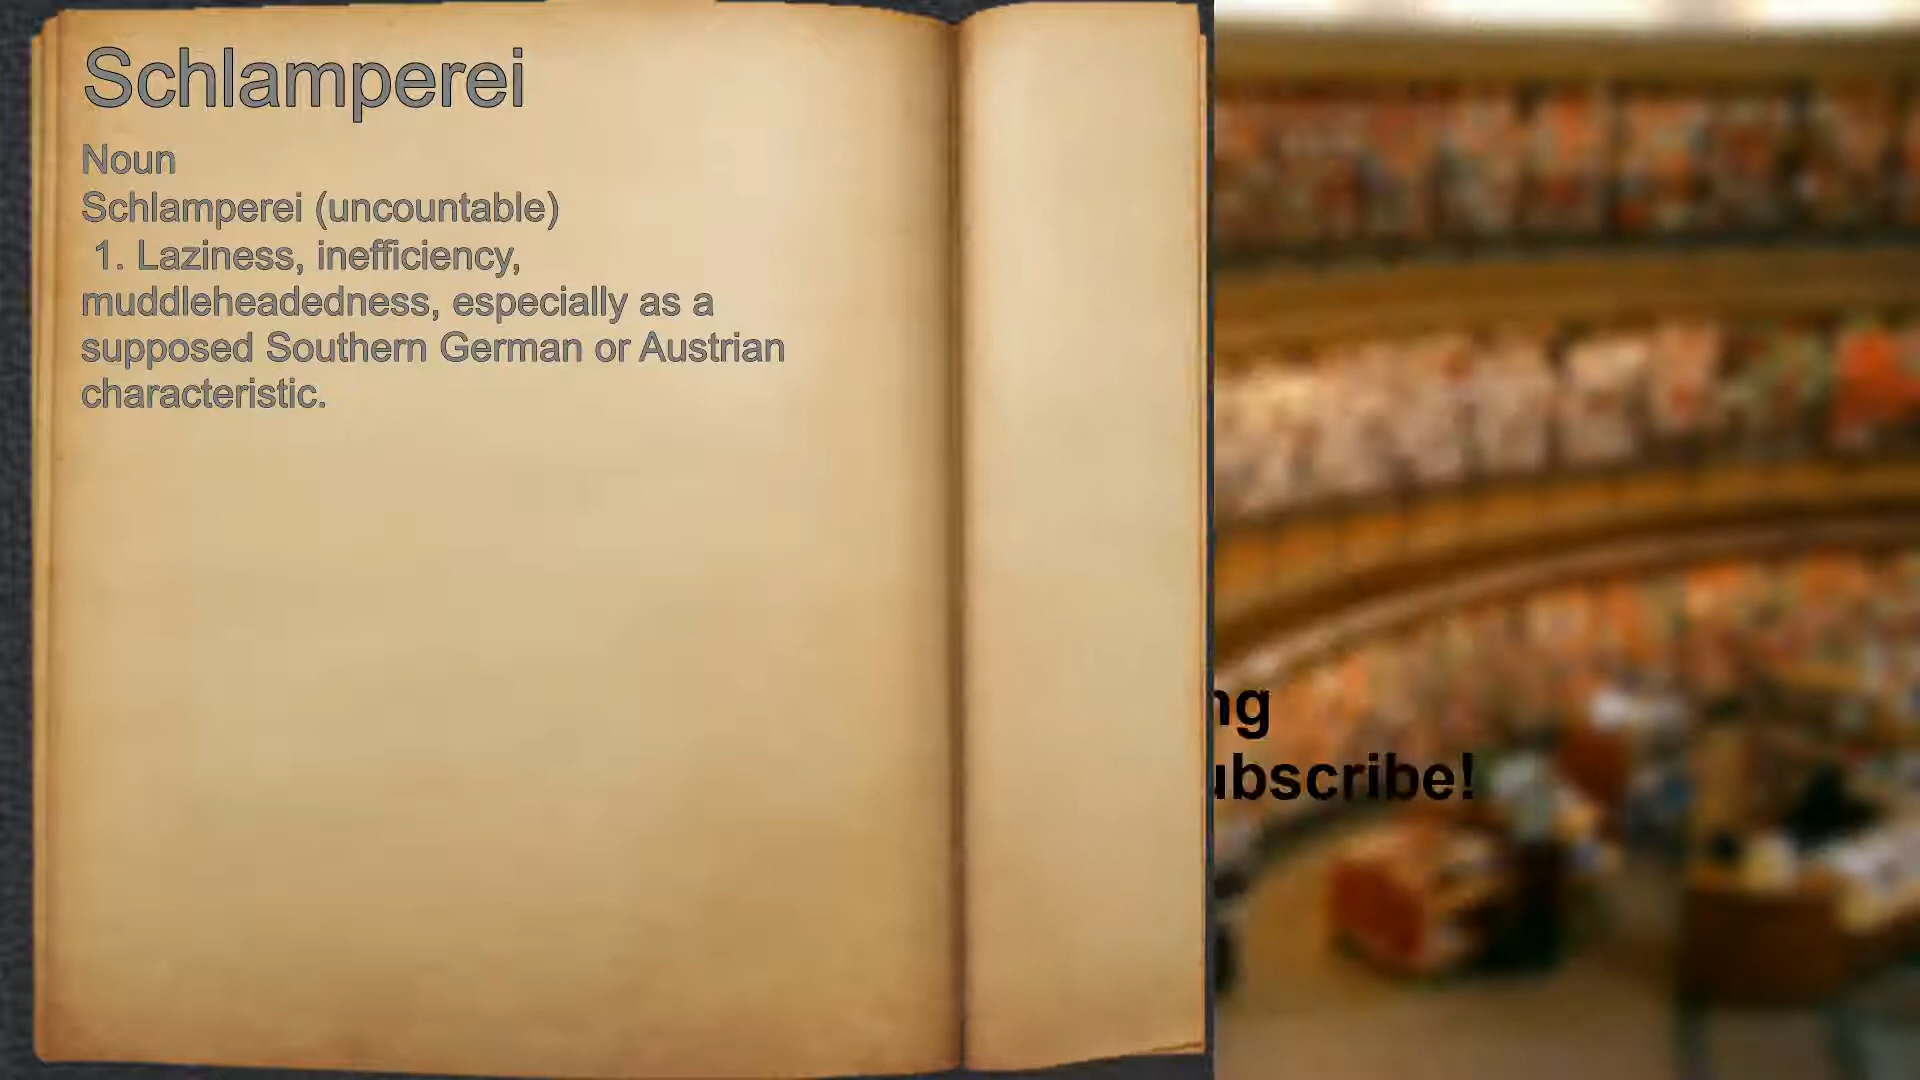 Schlamperei
Noun
Schlamperei (uncountable)
1. Laziness, inefficiency,
muddleheadedness, especially as a
supposed Southern German or Austrian
characteristic.
ng
ubscribe!